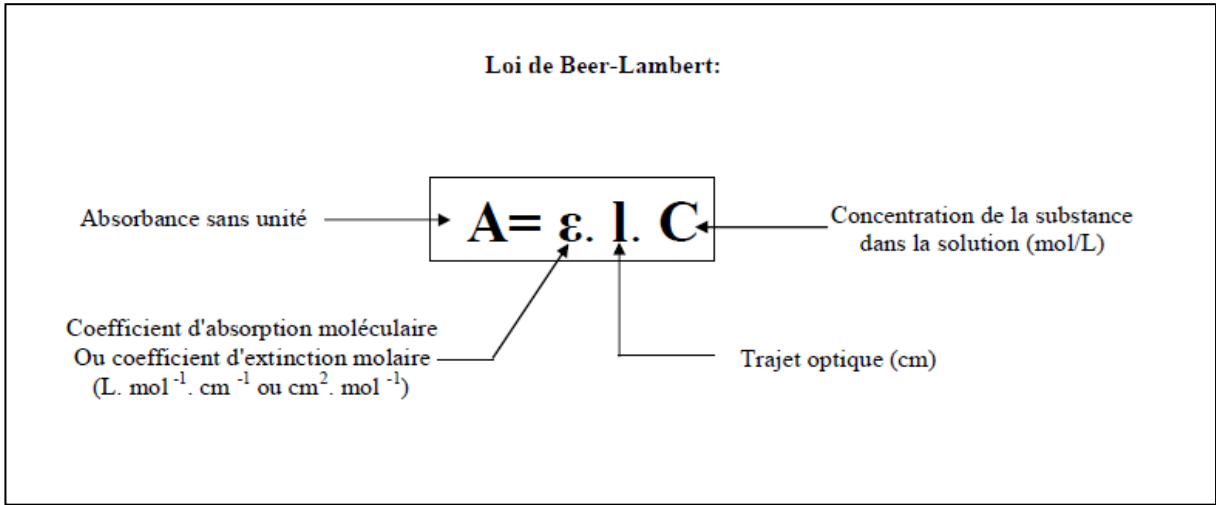 Loi de Beer-Lambert:
Absorbance sans unité
A= ε. l. C
Concentration de la substance
dans la solution (mol/L)
Coefficient d'absorption moléculaire
Ou coefficient d'extinction molaire
(L. mol⁻¹. cm⁻¹ ou cm². mol⁻¹)
Trajet optique (cm)